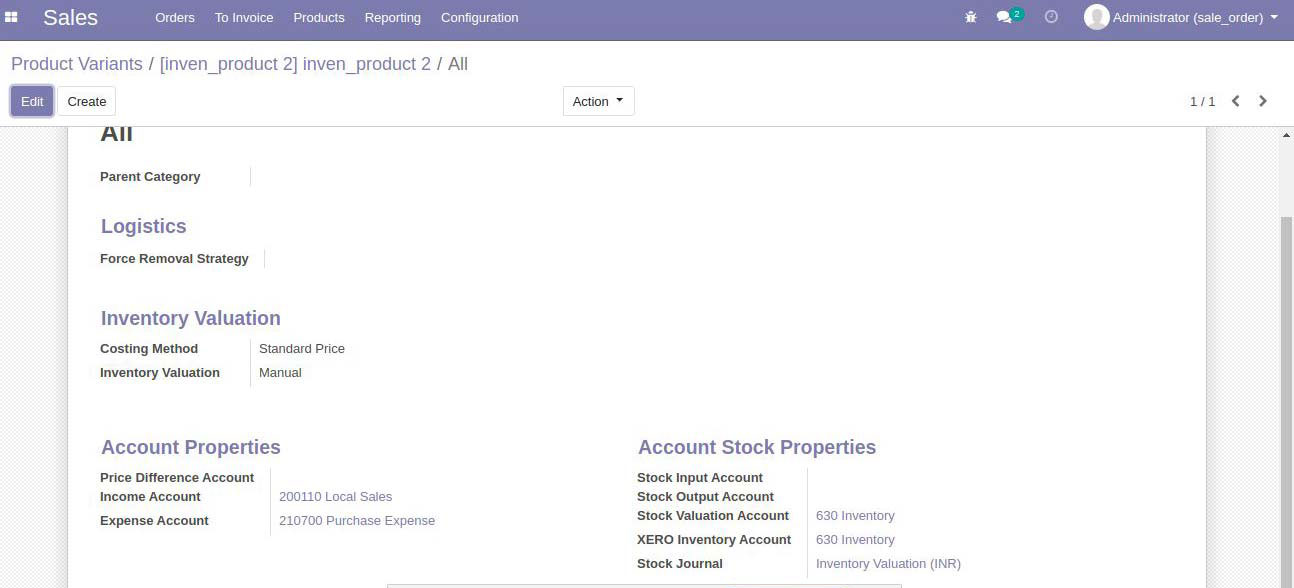 Sales Orders To Invoice Products Reporting Configuration 2 Administrator (sale_order)
Product Variants / [inven_product 2] inven_product 2 / All
Edit Create Action 1 / 1
All
Parent Category
Logistics
Force Removal Strategy
Inventory Valuation
Costing Method Standard Price
Inventory Valuation Manual
Account Properties Account Stock Properties
Price Difference Account Stock Input Account
Income Account 200110 Local Sales Stock Output Account
Stock Valuation Account 630 Inventory
Expense Account 210700 Purchase Expense
XERO Inventory Account 630 Inventory
Stock Journal Inventory Valuation (INR)